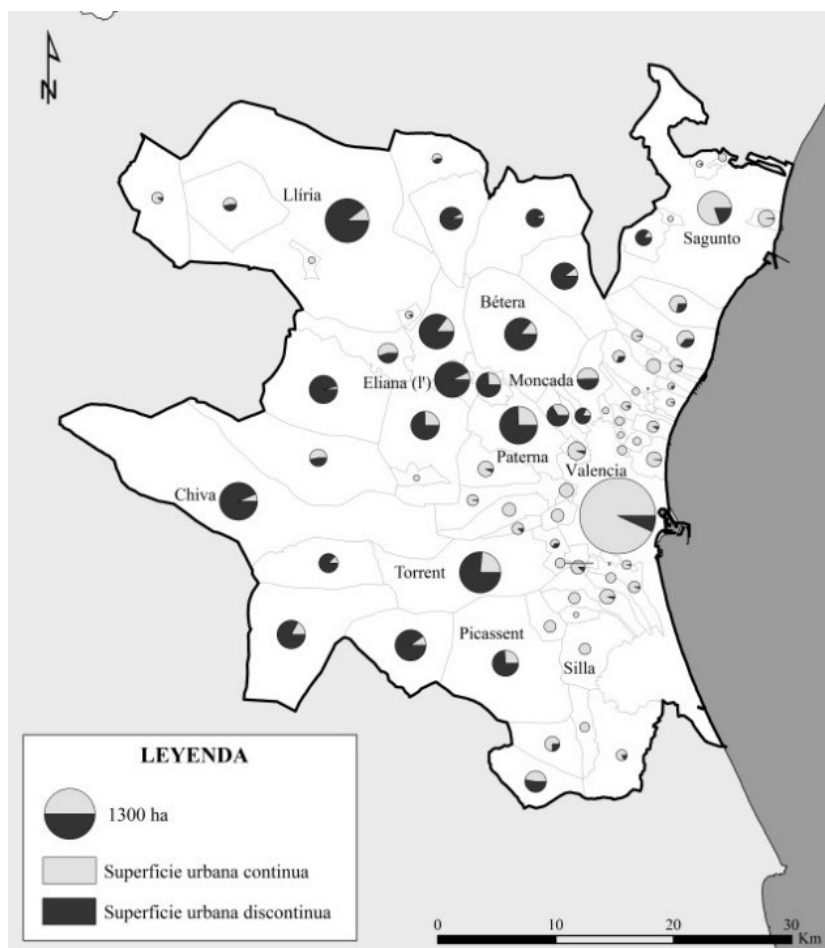 N
Llíria
Sagunto
Bétera
Eliana (l')
Moncada
Paterna
Valencia
Chiva
Torrent
Picassent
Silla
LEYENDA
1300 ha
Superficie urbana continua
Superficie urbana discontinua
0 10 20 30
Km